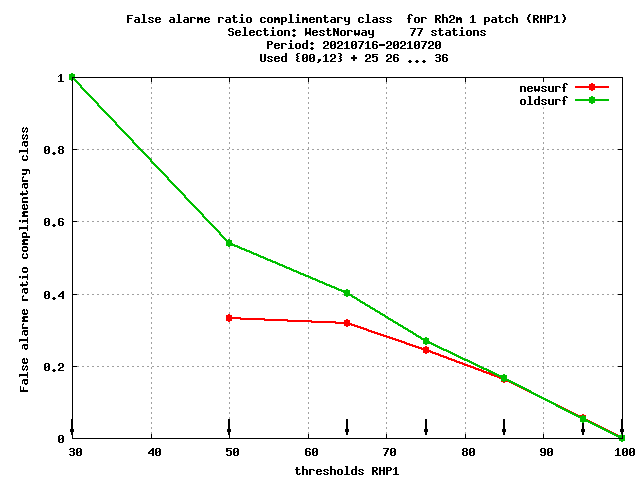 False alarme ratio complimentary class  for Rh2m 1 patch (RHP1)
Selection: WestNorway     77 stations
Period: 20210716-20210720
Used {00,12} + 25 26 ... 36
newsurf
oldsurf
False alarme ratio complimentary class
1
0.8
0.6
0.4
0.2
0
30 40 50 60 70 80 90 100
thresholds RHP1